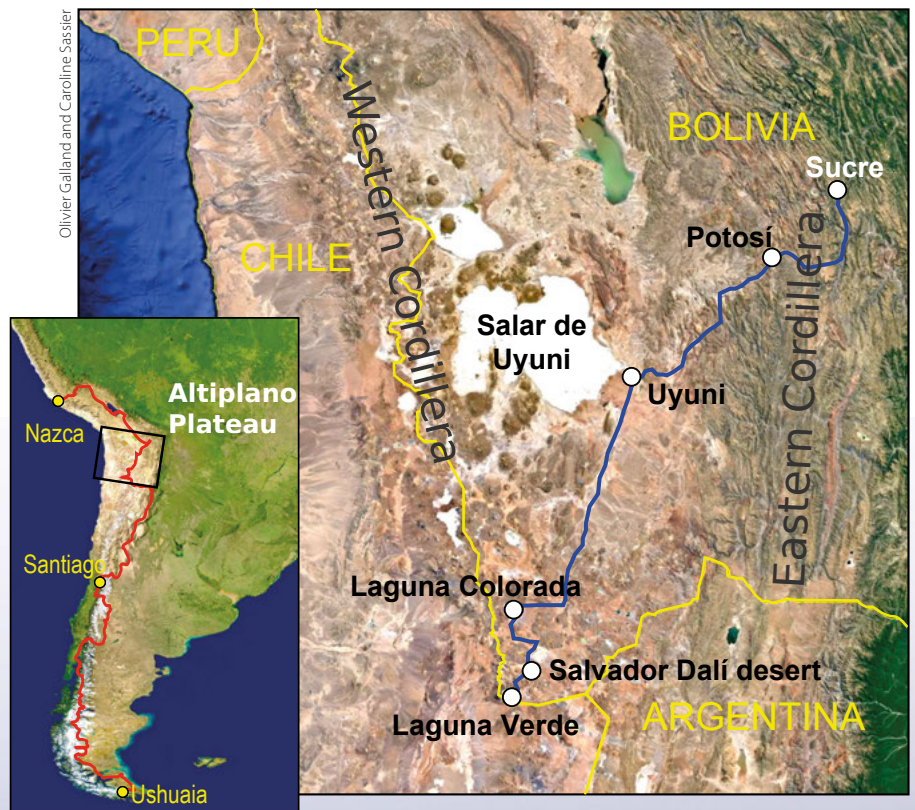 Olivier Galland and Caroline Sassier
PERU
BOLIVIA
Western Cordillera
Sucre
CHILE
Potosí
Eastern Cordillera
Salar de
Uyuni
Uyuni
Altiplano
Plateau
Nazca
Santiago
Ushuaia
Laguna Colorada
Salvador Dalí desert
Laguna Verde
ARGENTINA